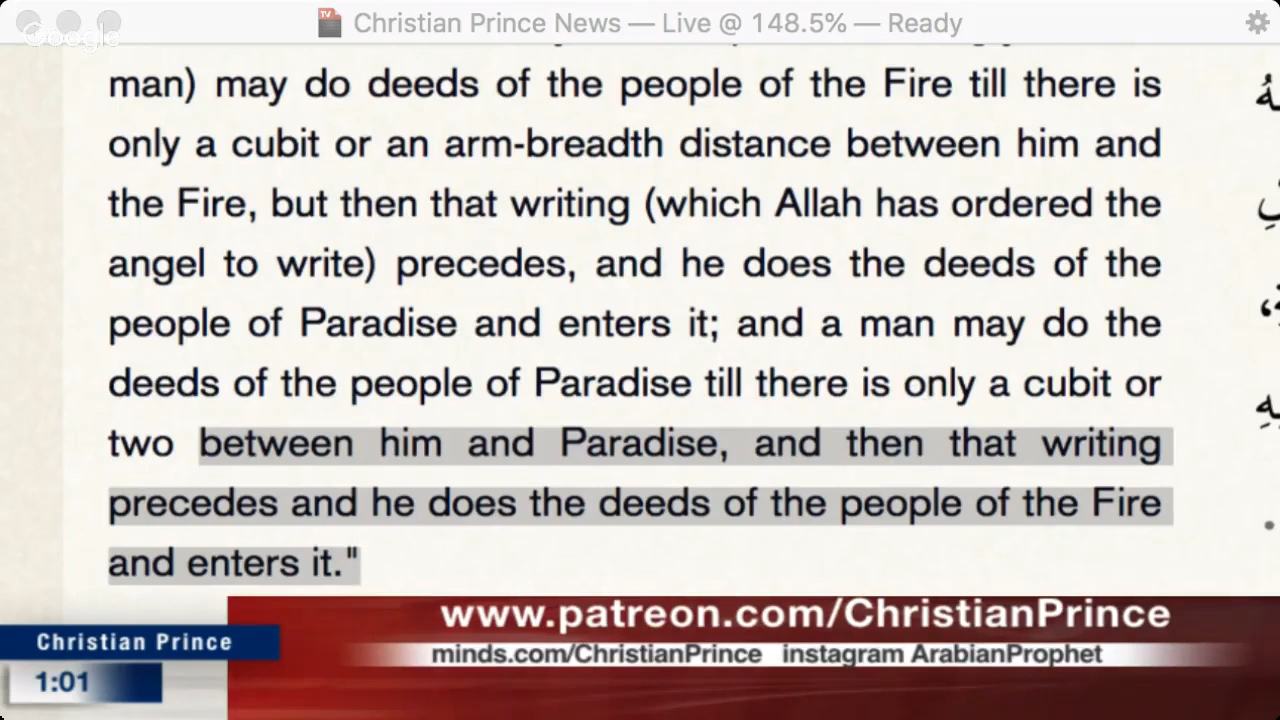 Christian Prince News — Live @ 148.5% — Ready
Google
man) may do deeds of the people of the Fire till there is
only a cubit or an arm-breadth distance between him and
the Fire, but then that writing (which Allah has ordered the
angel to write) precedes, and he does the deeds of the
people of Paradise and enters it; and a man may do the
deeds of the people of Paradise till there is only a cubit or
two between him and Paradise, and then that writing
precedes and he does the deeds of the people of the Fire
and enters it."
www.patreon.com/ChristianPrince
Christian Prince
minds.com/ChristianPrince instagram ArabianProphet
1:01